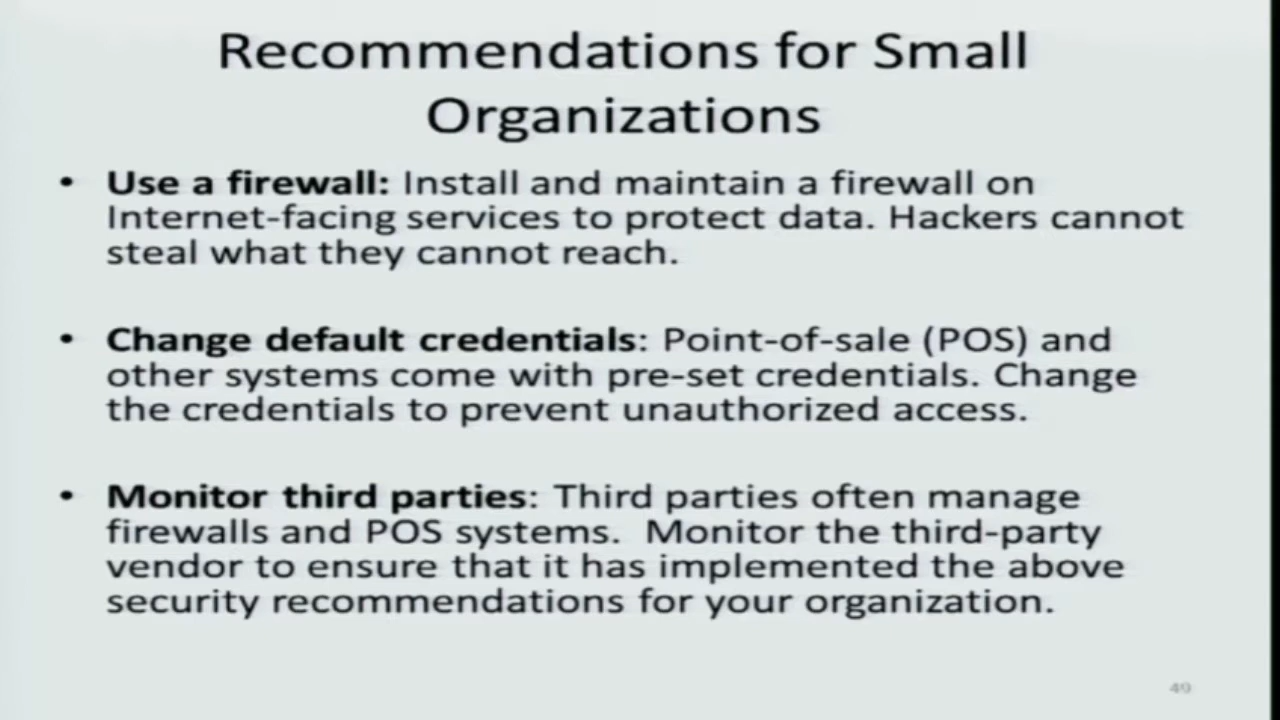 Recommendations for Small
Organizations
• Use a firewall: Install and maintain a firewall on
Internet-facing services to protect data. Hackers cannot
steal what they cannot reach.
• Change default credentials: Point-of-sale (POS) and
other systems come with pre-set credentials. Change
the credentials to prevent unauthorized access.
• Monitor third parties: Third parties often manage
firewalls and POS systems.  Monitor the third-party
vendor to ensure that it has implemented the above
security recommendations for your organization.
49